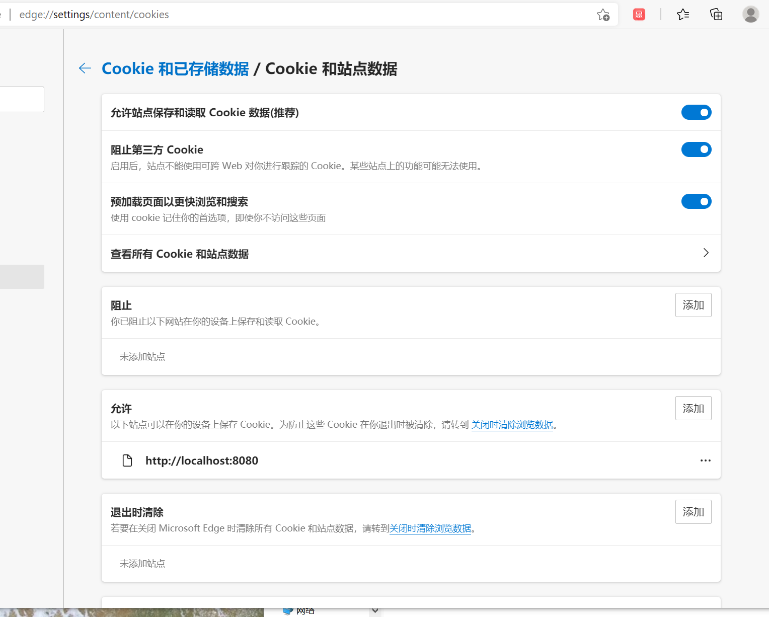 edge://settings/content/cookies
Cookie 和已存储数据 / Cookie 和站点数据
允许站点保存和读取 Cookie 数据(推荐)
阻止第三方 Cookie
启用后，站点不能使用可跨 Web 对你进行跟踪的 Cookie。某些站点上的功能可能无法使用。
预加载页面以更快浏览和搜索
使用 cookie 记住你的首选项，即使你不访问这些页面
查看所有 Cookie 和站点数据
阻止
添加
你已阻止以下网站在你的设备上保存和读取 Cookie。
未添加站点
允许
添加
以下站点可以在你的设备上保存 Cookie。为防止这些 Cookie 在你退出时被清除，请转到 关闭时清除浏览数据。
http://localhost:8080
退出时清除
添加
若要在关闭 Microsoft Edge 时清除所有 Cookie 和站点数据，请转到关闭时清除浏览数据。
未添加站点
网络